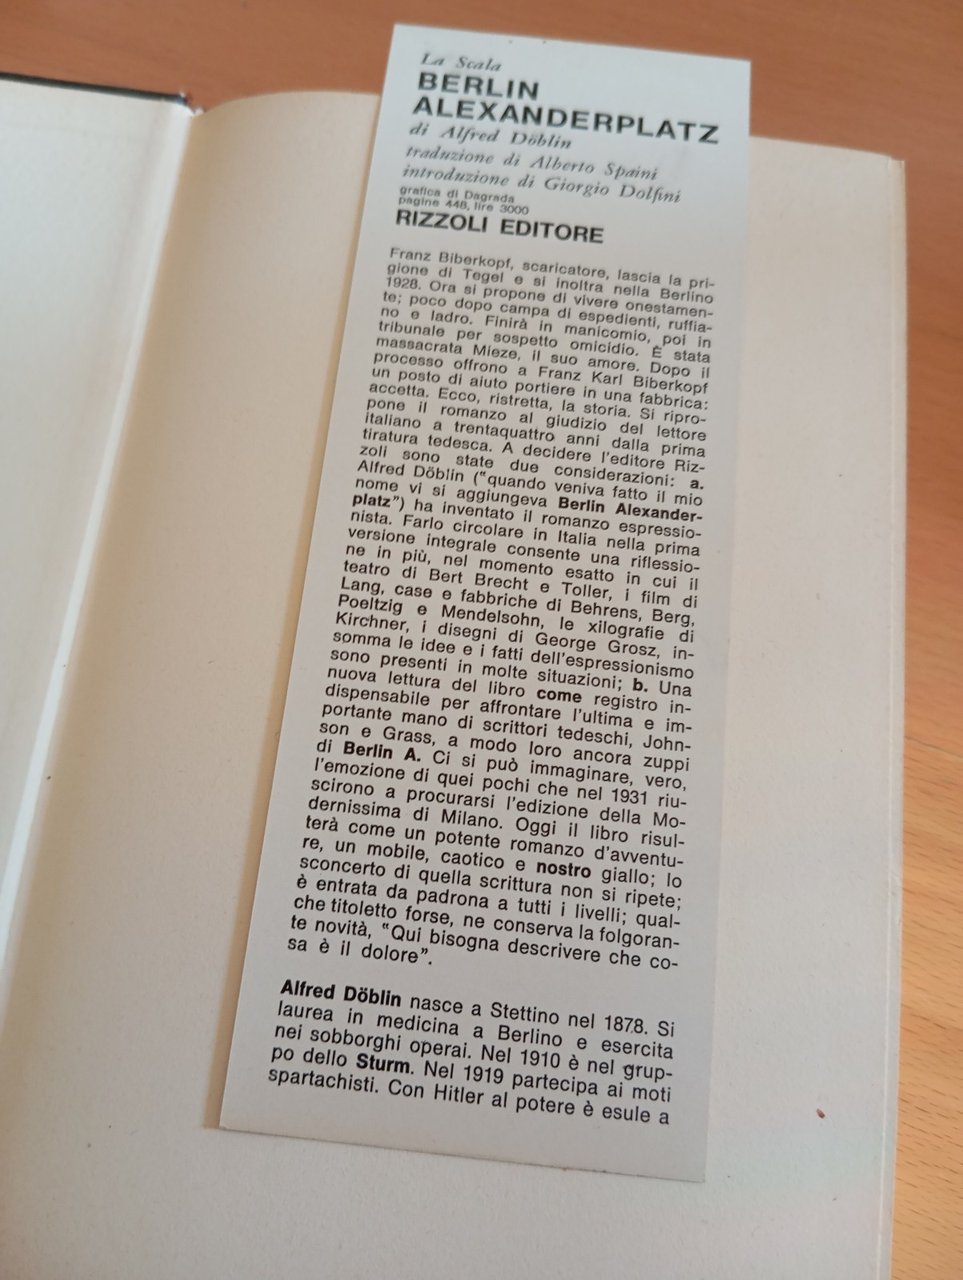 La Scala
BERLIN
ALEXANDERPLATZ
di Alfred Döblin
traduzione di Alberto Spaini
introduzione di Giorgio Dolfini
grafica di Dagrada
pagine 448, lire 3000
RIZZOLI EDITORE
Franz Biberkopf, scaricatore, lascia la pri-
gione di Tegel e si inoltra nella Berlino
1928. Ora si propone di vivere onestamen-
te; poco dopo campa di espedienti, ruffia-
no e ladro. Finirà in manicomio, poi in
tribunale per sospetto omicidio. È stata
massacrata Mieze, il suo amore. Dopo il
processo offrono a Franz Karl Biberkopf
un posto di aiuto portiere in una fabbrica:
accetta. Ecco, ristretta, la storia. Si ripro-
pone il romanzo al giudizio del lettore
italiano a trentaquattro anni dalla prima
tiratura tedesca. A decidere l'editore Riz-
zoli sono state due considerazioni: a.
Alfred Döblin ("quando veniva fatto il mio
nome vi si aggiungeva Berlin Alexander-
platz") ha inventato il romanzo espressio-
nista. Farlo circolare in Italia nella prima
versione integrale consente una riflessio-
ne in più, nel momento esatto in cui il
teatro di Bert Brecht e Toller, i film di
Lang, case e fabbriche di Behrens, Berg,
Poeltzig e Mendelsohn, le xilografie di
Kirchner, i disegni di George Grosz, in-
somma le idee e i fatti dell'espressionismo
sono presenti in molte situazioni; b. Una
nuova lettura del libro come registro in-
dispensabile per affrontare l'ultima e im-
portante mano di scrittori tedeschi, John-
son e Grass, a modo loro ancora zuppi
di Berlin A. Ci si può immaginare, vero,
l'emozione di quei pochi che nel 1931 riu-
scirono a procurarsi l'edizione della Mo-
dernissima di Milano. Oggi il libro risul-
terà come un potente romanzo d'avventu-
re, un mobile, caotico e nostro giallo; lo
sconcerto di quella scrittura non si ripete;
è entrata da padrona a tutti i livelli; qual-
che titoletto forse, ne conserva la folgoran-
te novità, "Qui bisogna descrivere che co-
sa è il dolore".
Alfred Döblin nasce a Stettino nel 1878. Si
laurea in medicina a Berlino e esercita
nei sobborghi operai. Nel 1910 è nel grup-
po dello Sturm. Nel 1919 partecipa ai moti
spartachisti. Con Hitler al potere è esule a